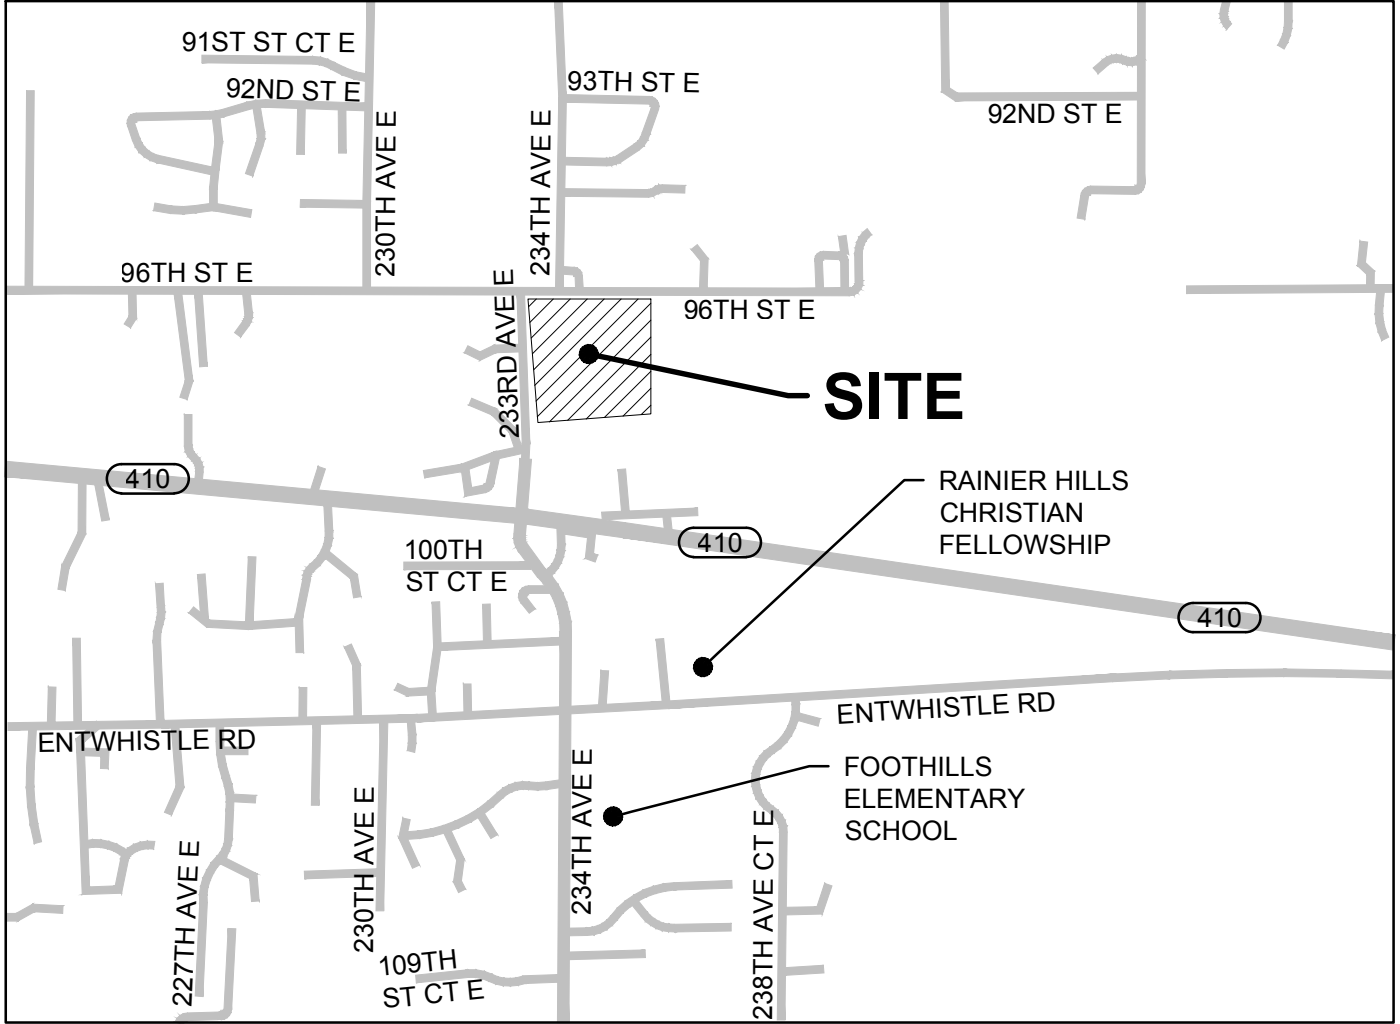 91ST ST CT E
92ND ST E
93TH ST E
92ND ST E
230TH AVE E
234TH AVE E
96TH ST E
233RD AVE E
96TH ST E
SITE
410
RAINIER HILLS
CHRISTIAN
FELLOWSHIP
410
100TH
ST CT E
410
ENTWHISTLE RD
ENTWHISTLE RD
FOOTHILLS
ELEMENTARY
SCHOOL
227TH AVE E
230TH AVE E
234TH AVE E
238TH AVE CT E
109TH
ST CT E